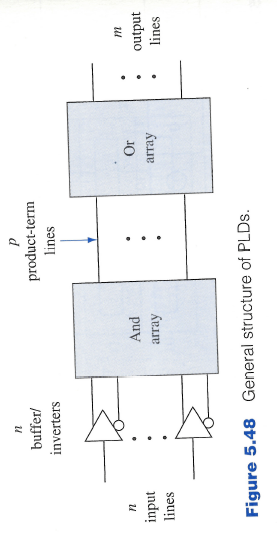 n
input
lines
n
buffer/
inverters
And
array
p
product-term
lines
Or
array
m
output
lines
Figure 5.48 General structure of PLDs.